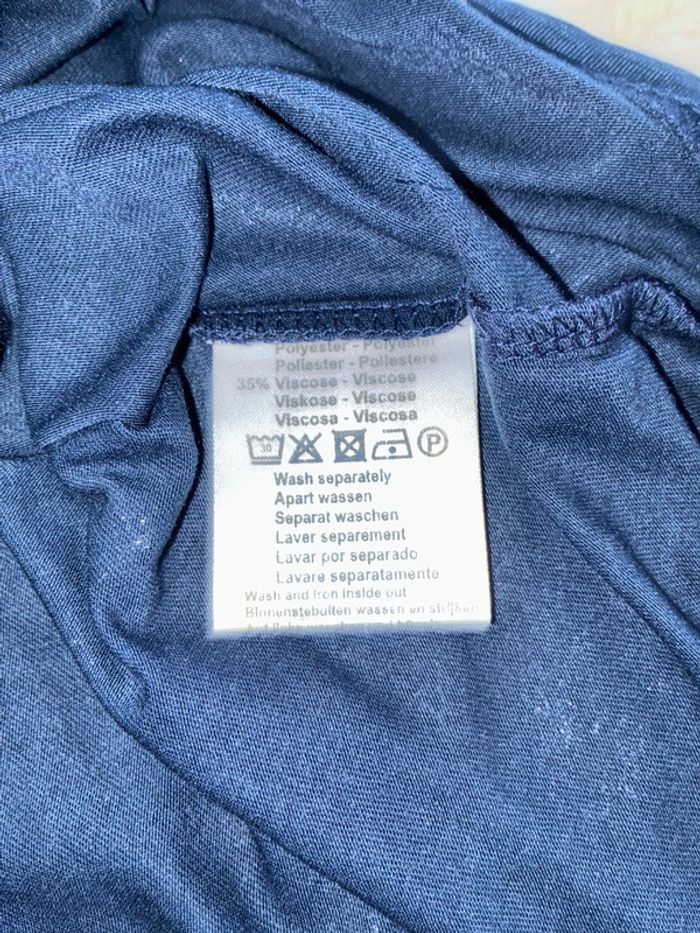 Polyester - Polyester
Poliester - Poliestere
35% Viscose - Viscose
Viskose - Viscose
Viscosa - Viscosa
30 P
Wash separately
Apart wassen
Separat waschen
Laver separement
Lavar por separado
Lavare separatamente
Wash and iron inside out
Binnenstebuiten wassen en strijken